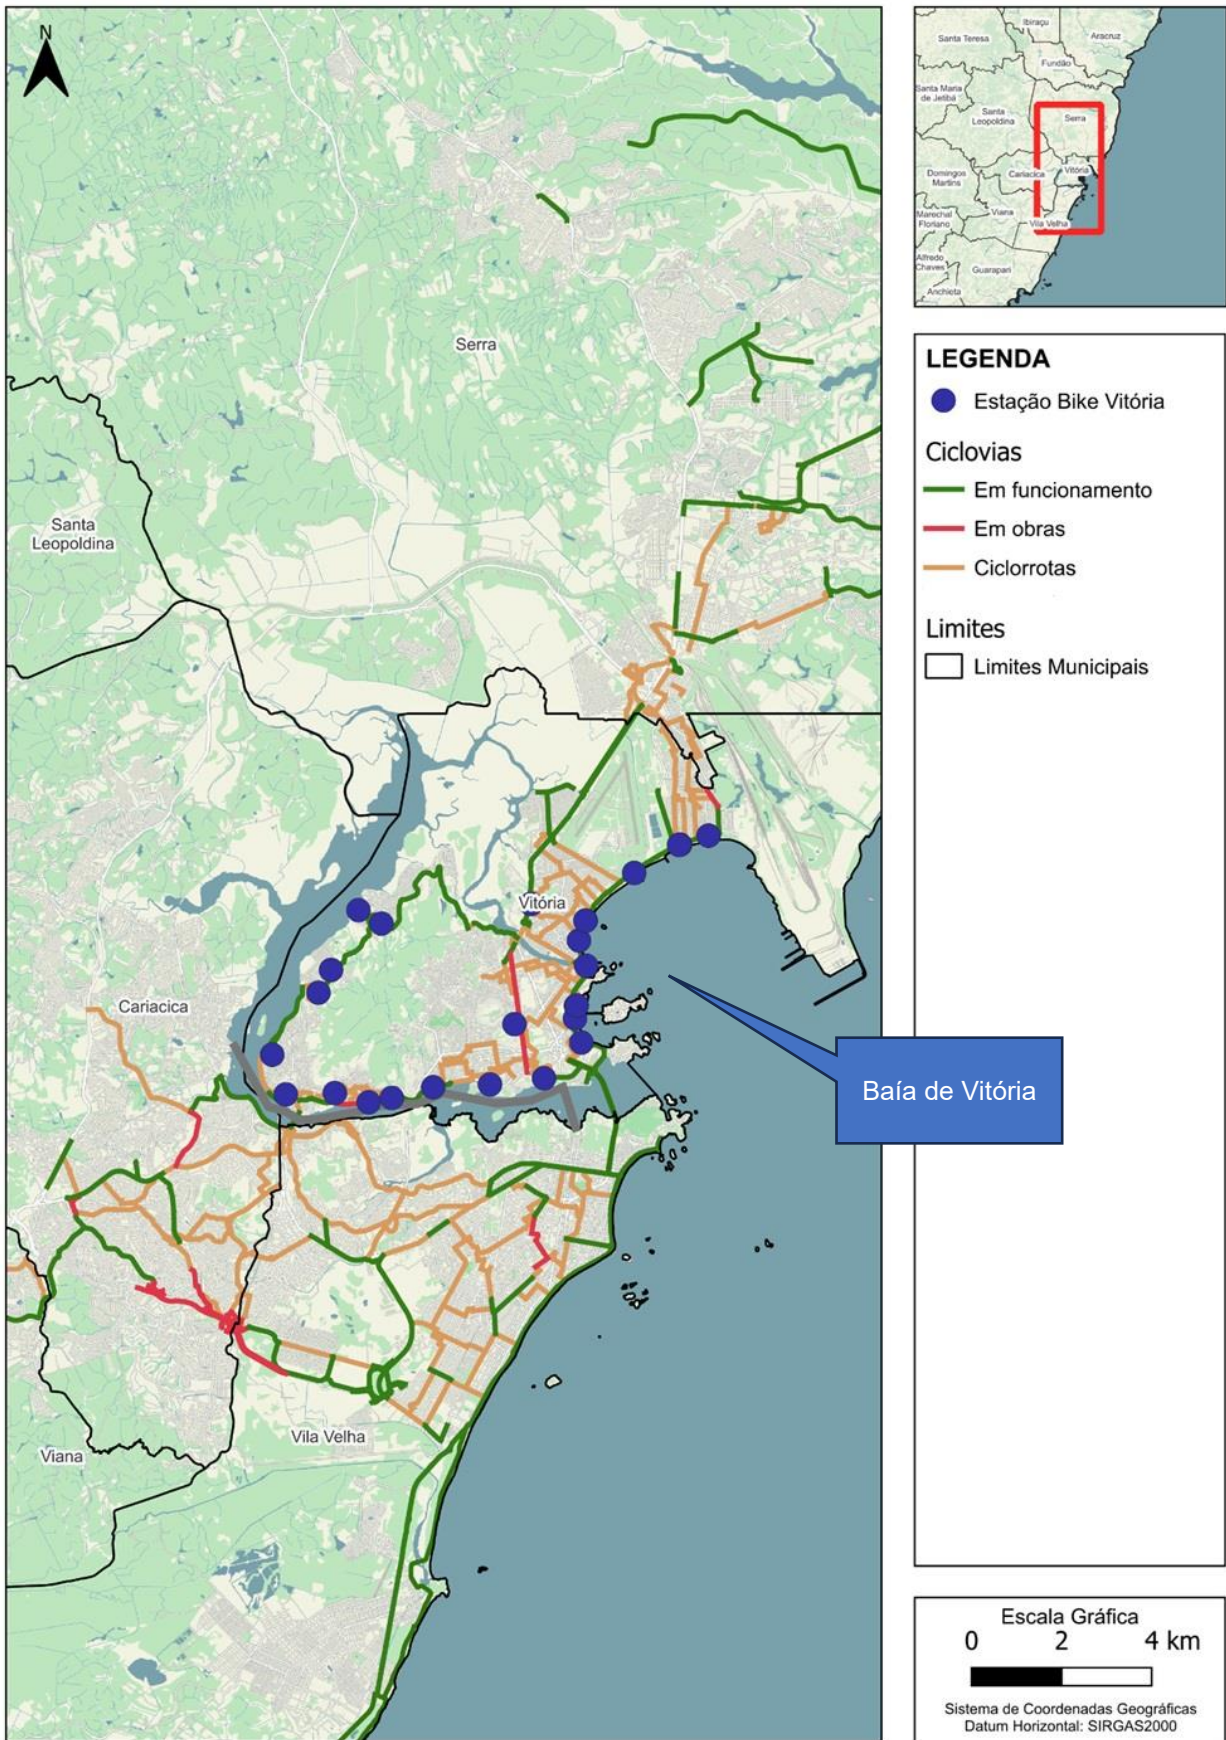 N
Serra
Santa
Leopoldina
Vitória
Cariacica
Vila Velha
Viana
Baía de Vitória
Ibiraçu
Santa Teresa
Aracruz
Fundão
Santa Maria
de Jetibá
Santa
Leopoldina
Serra
Domingos
Martins
Cariacica
Vitória
Marechal
Floriano
Viana
Vila Velha
Alfredo
Chaves
Guarapari
Anchieta
LEGENDA
Estação Bike Vitória
Ciclovias
Em funcionamento
Em obras
Ciclorrotas
Limites
Limites Municipais
Escala Gráfica
0 2 4 km
Sistema de Coordenadas Geográficas
Datum Horizontal: SIRGAS2000